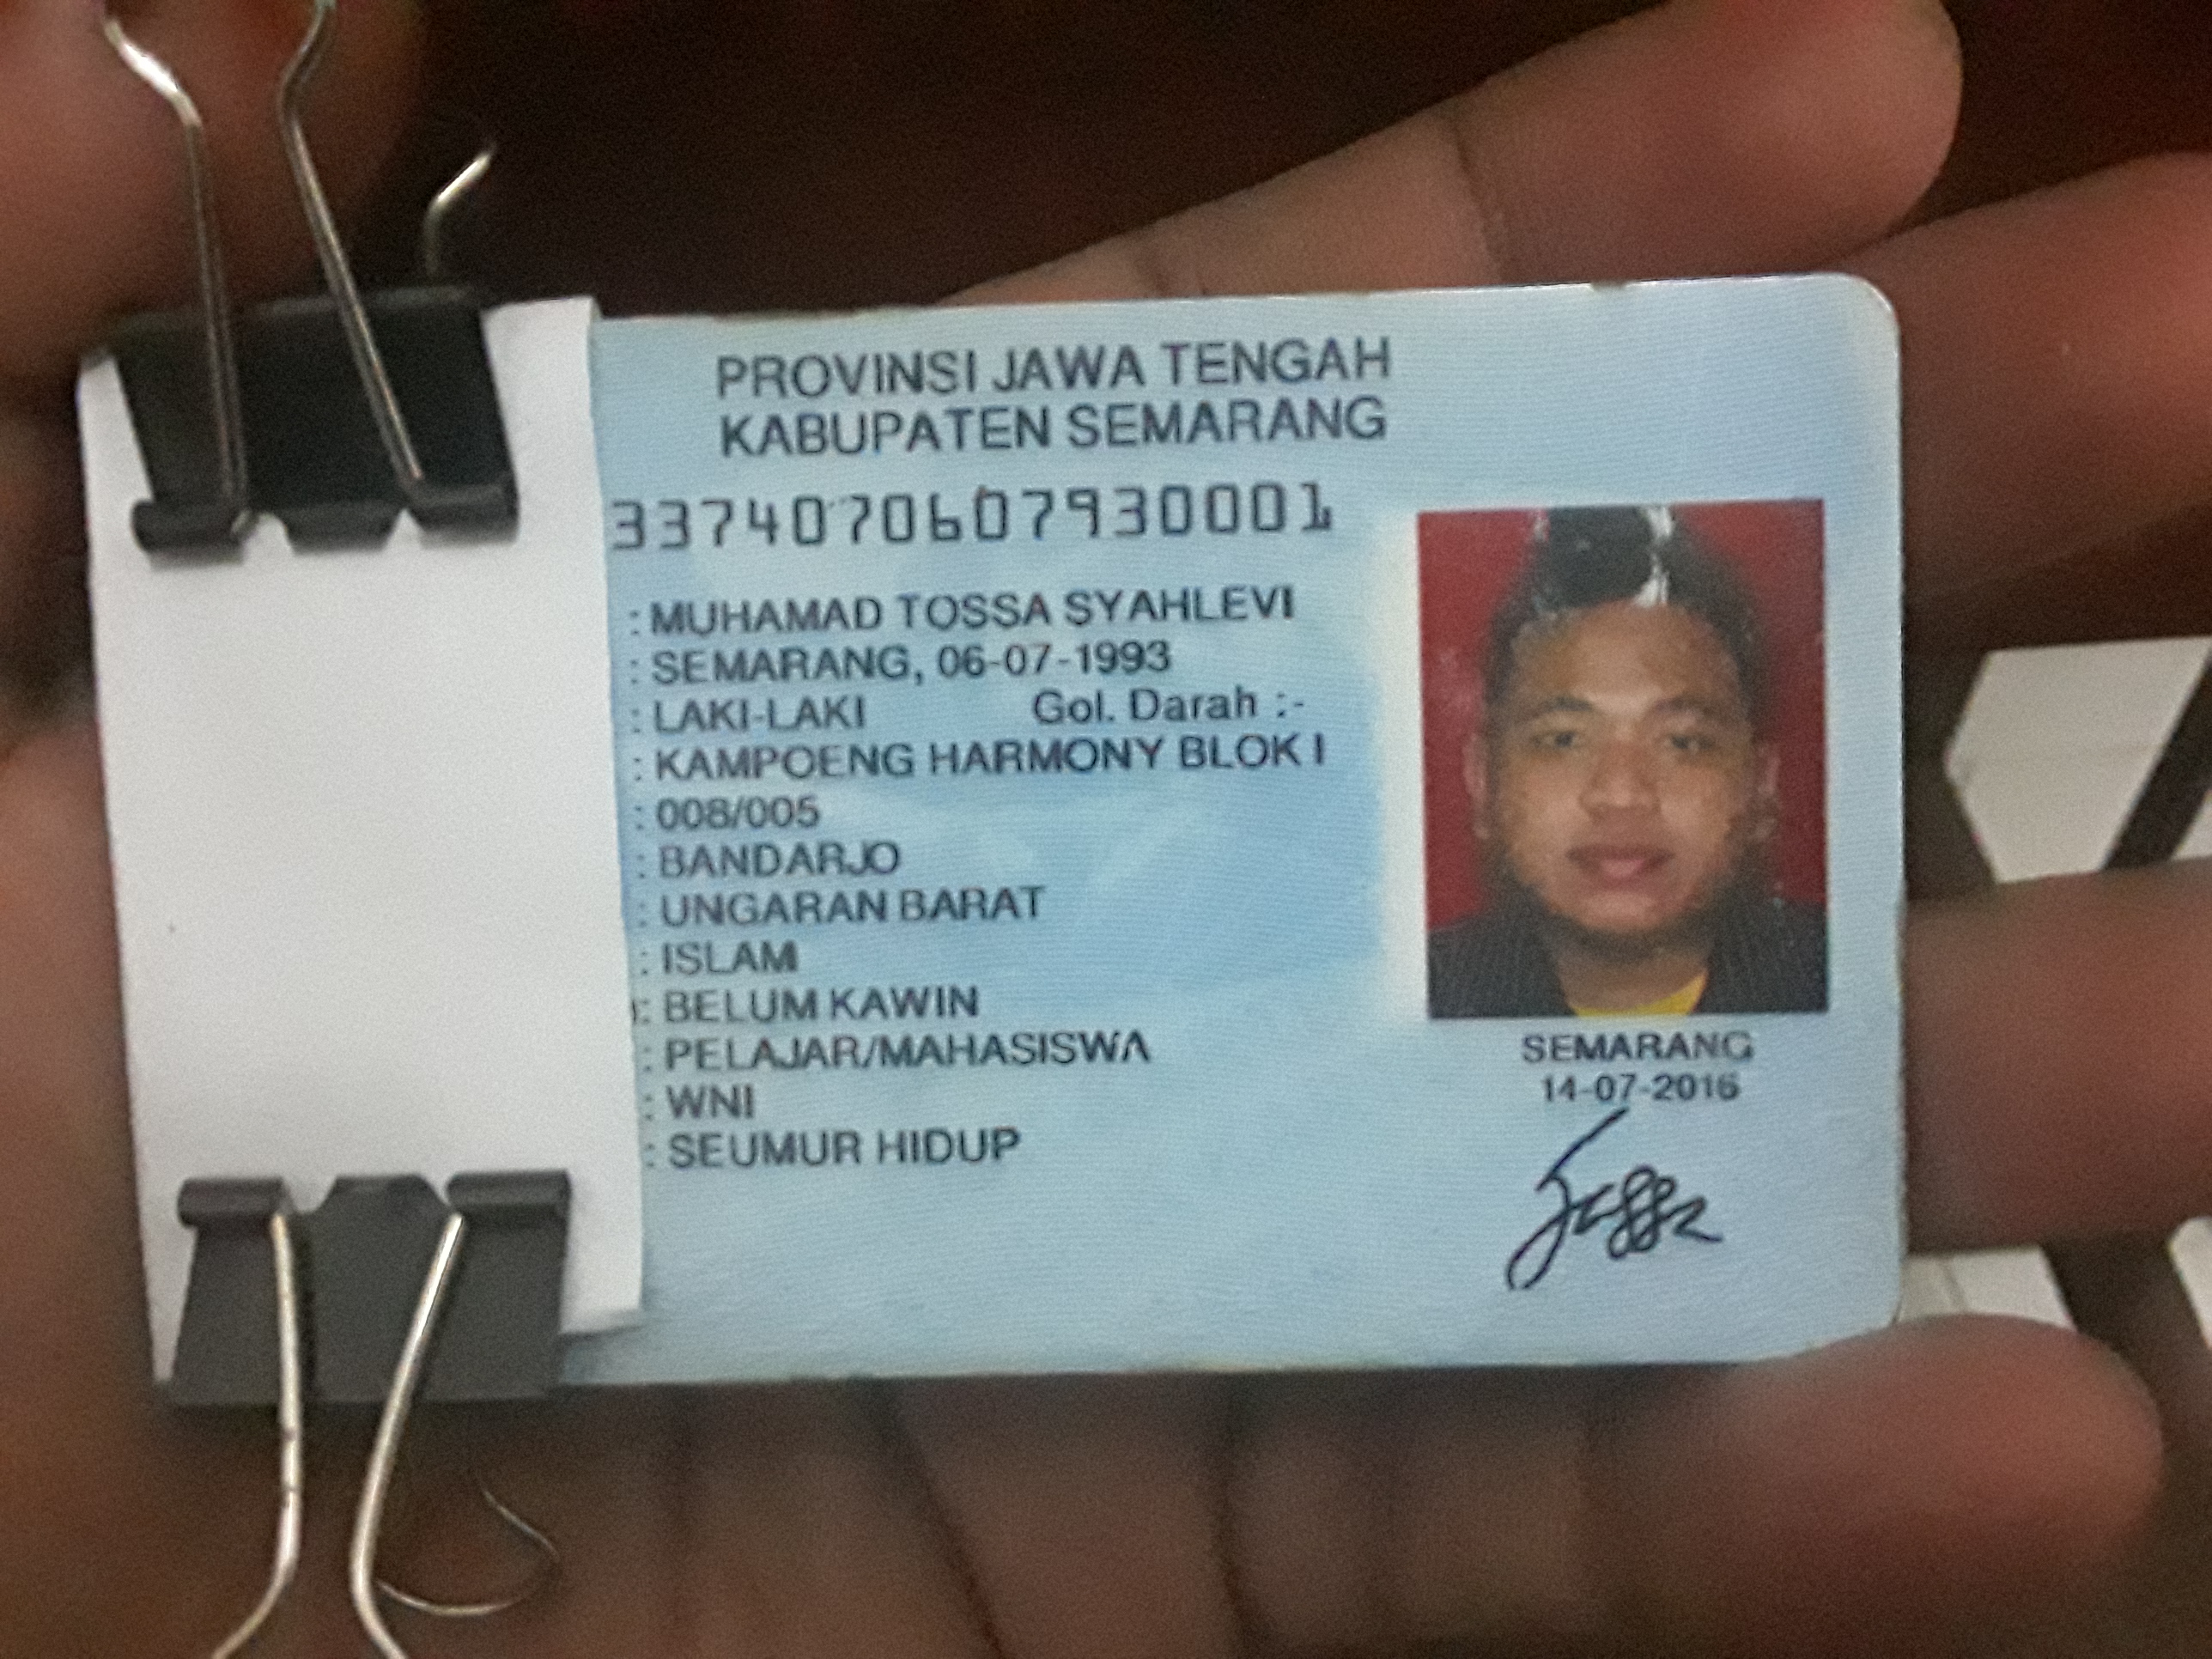 PROVINSI JAWA TENGAH
KABUPATEN SEMARANG
3374070607930001
: MUHAMAD TOSSA SYAHLEVI
: SEMARANG, 06-07-1993
: LAKI-LAKI Gol. Darah :-
: KAMPOENG HARMONY BLOK I
: 008/005
: BANDARJO
: UNGARAN BARAT
: ISLAM
: BELUM KAWIN
: PELAJAR/MAHASISWA
: WNI
: SEUMUR HIDUP
SEMARANG
14-07-2016